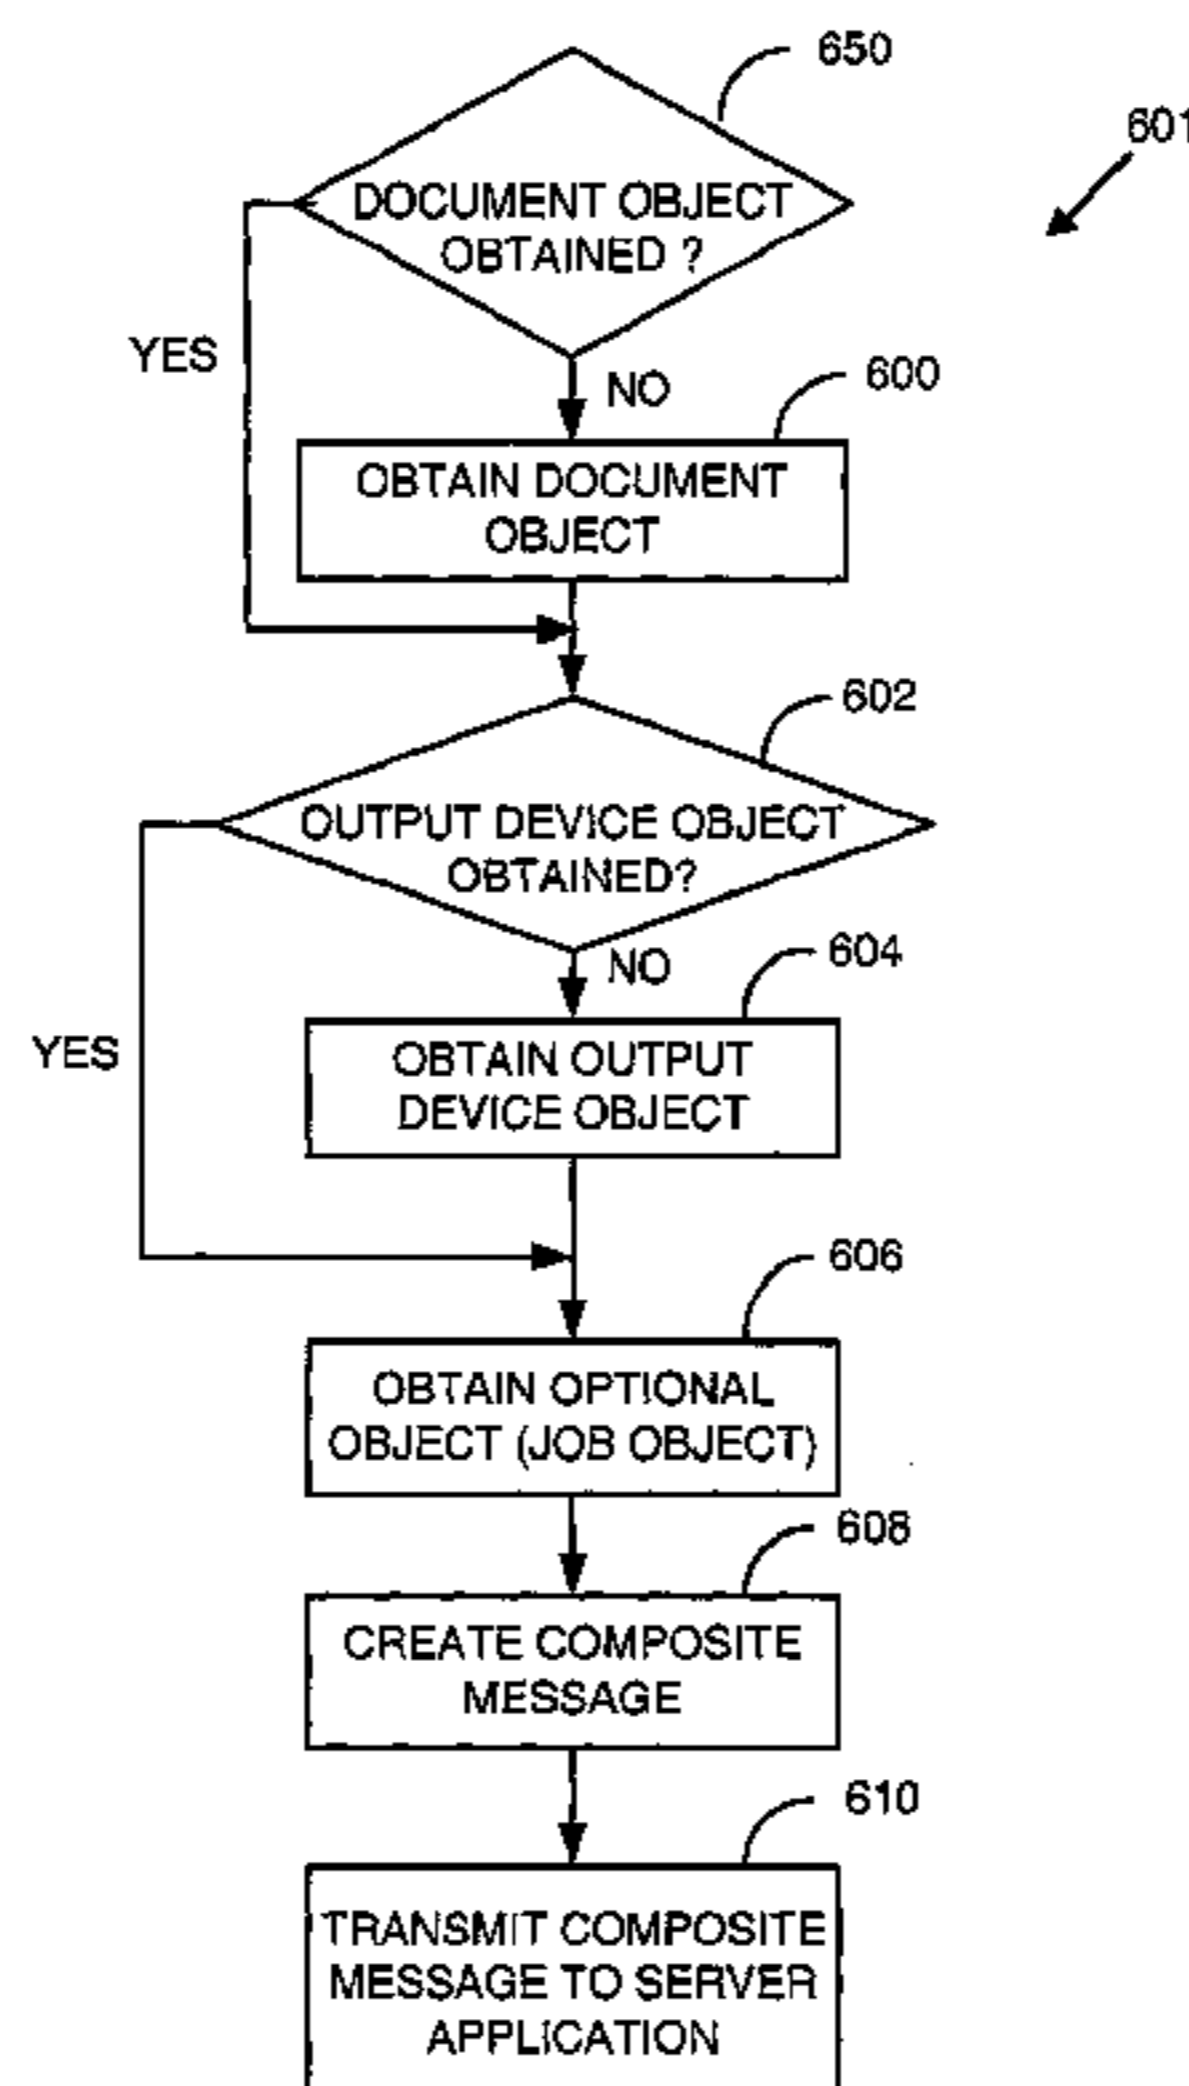 650
601
DOCUMENT OBJECT
OBTAINED ?
YES
NO
600
OBTAIN DOCUMENT
OBJECT
602
OUTPUT DEVICE OBJECT
OBTAINED?
NO
604
YES
OBTAIN OUTPUT
DEVICE OBJECT
606
OBTAIN OPTIONAL
OBJECT (JOB OBJECT)
608
CREATE COMPOSITE
MESSAGE
610
TRANSMIT COMPOSITE
MESSAGE TO SERVER
APPLICATION